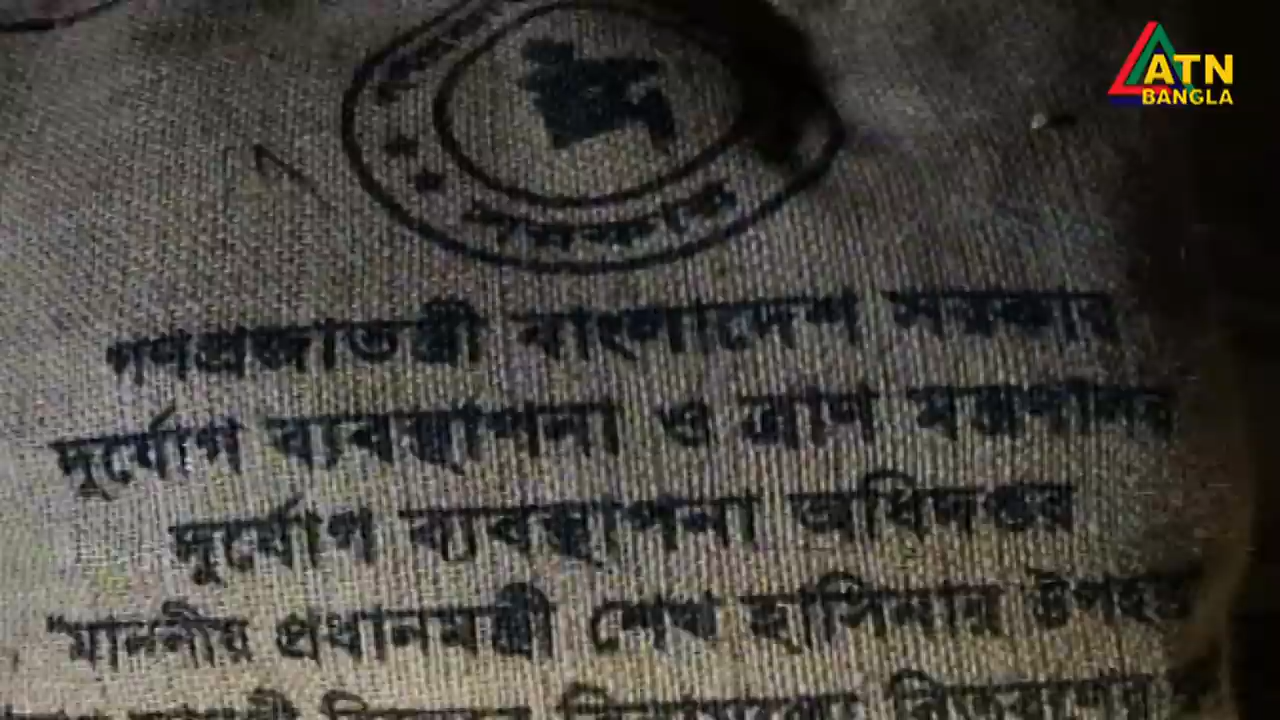 ATN
BANGLA
সরকার
গণপ্রজাতন্ত্রী বাংলাদেশ সরকার
দুর্যোগ ব্যবস্থাপনা ও ত্রাণ মন্ত্রণালয়
দুর্যোগ ব্যবস্থাপনা অধিদপ্তর
"মাননীয় প্রধানমন্ত্রী শেখ হাসিনার উপহার